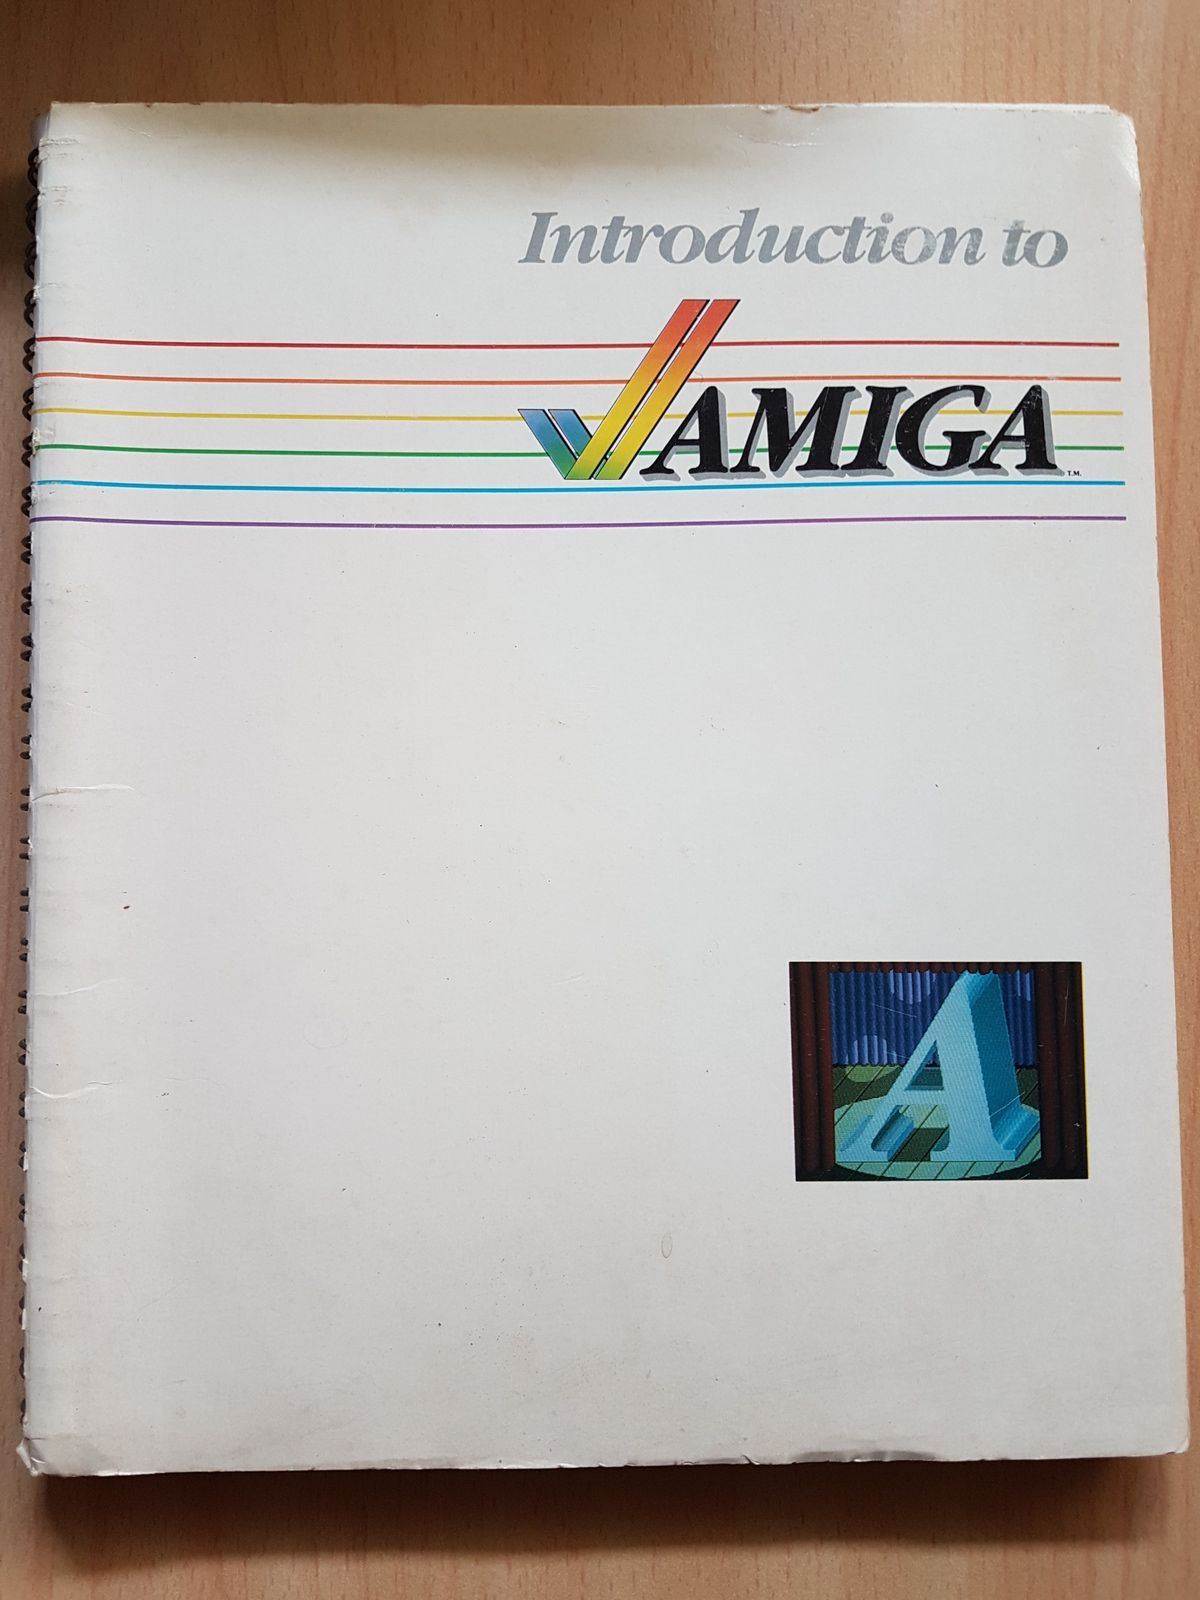 Introduction to
AMIGA T.M.
A